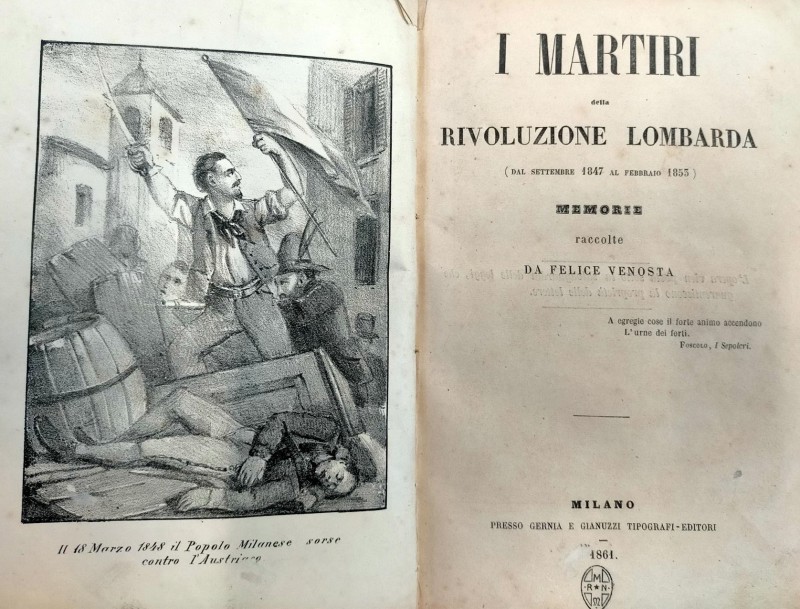 Il 18 Marzo 1848 il Popolo Milanese sorse
contro l'Austriaco
I MARTIRI
della
RIVOLUZIONE LOMBARDA
( DAL SETTEMBRE 1847 AL FEBBRAIO 1853 )
MEMORIE
raccolte
DA FELICE VENOSTA
A egregie cose il forte animo accendono
L'urne dei forti.
FOSCOLO, I Sepolcri.
MILANO
PRESSO GERNIA E GIANUZZI TIPOGRAFI-EDITORI
1861.
M
R N